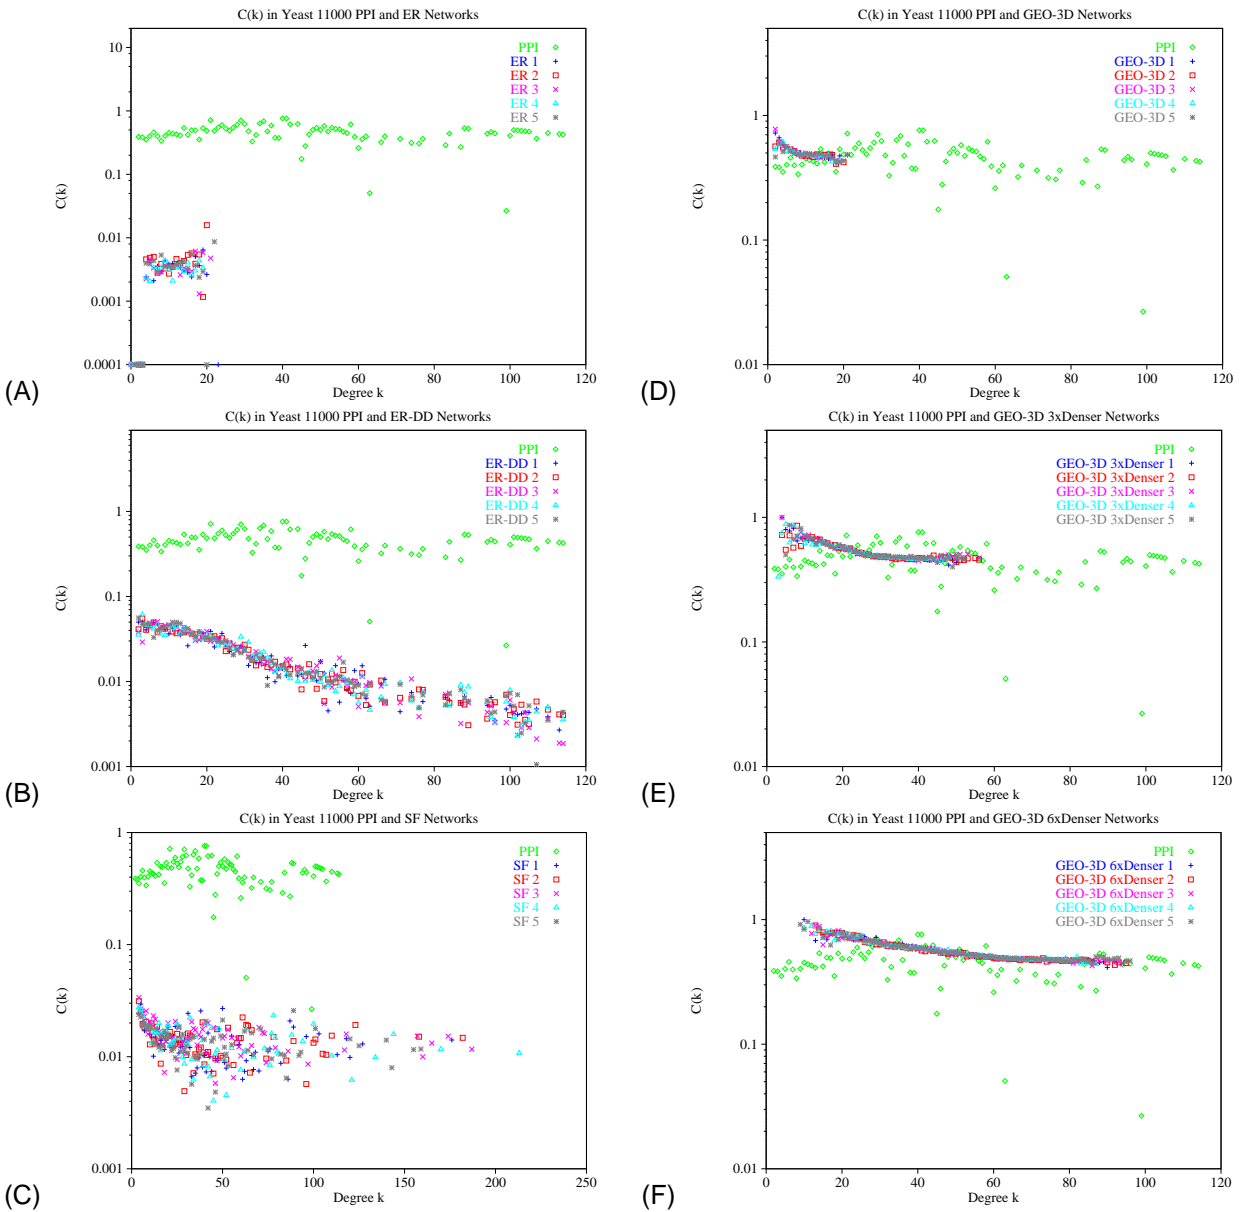 C(k) in Yeast 11000 PPI and ER Networks
10
1
0.1
0.01
0.001
0.0001
C(k)
PPI
ER 1
ER 2
ER 3
ER 4
ER 5
0 20 40 60 80 100 120
Degree k
(A)
C(k) in Yeast 11000 PPI and ER-DD Networks
1
0.1
0.01
0.001
C(k)
PPI
ER-DD 1
ER-DD 2
ER-DD 3
ER-DD 4
ER-DD 5
0 20 40 60 80 100 120
Degree k
(B)
C(k) in Yeast 11000 PPI and SF Networks
1
0.1
0.01
0.001
C(k)
PPI
SF 1
SF 2
SF 3
SF 4
SF 5
0 50 100 150 200 250
Degree k
(C)
C(k) in Yeast 11000 PPI and GEO-3D Networks
1
0.1
0.01
C(k)
PPI
GEO-3D 1
GEO-3D 2
GEO-3D 3
GEO-3D 4
GEO-3D 5
0 20 40 60 80 100 120
Degree k
(D)
C(k) in Yeast 11000 PPI and GEO-3D 3xDenser Networks
1
0.1
0.01
C(k)
PPI
GEO-3D 3xDenser 1
GEO-3D 3xDenser 2
GEO-3D 3xDenser 3
GEO-3D 3xDenser 4
GEO-3D 3xDenser 5
0 20 40 60 80 100 120
Degree k
(E)
C(k) in Yeast 11000 PPI and GEO-3D 6xDenser Networks
1
0.1
0.01
C(k)
PPI
GEO-3D 6xDenser 1
GEO-3D 6xDenser 2
GEO-3D 6xDenser 3
GEO-3D 6xDenser 4
GEO-3D 6xDenser 5
0 20 40 60 80 100 120
Degree k
(F)